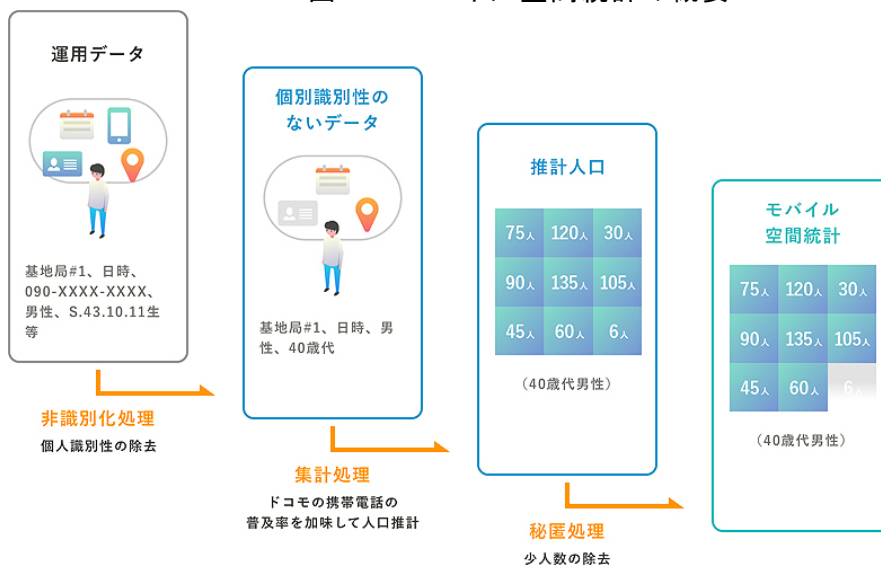 運用データ
基地局#1、日時、
090-XXXX-XXXX、
男性、S.43.10.11生
等
非識別化処理
個人識別性の除去
個別識別性の
ないデータ
基地局#1、日時、男
性、40歳代
集計処理
ドコモの携帯電話の
普及率を加味して人口推計
推計人口
75人 120人 30人
90人 135人 105人
45人 60人 6人
（40歳代男性）
秘匿処理
少人数の除去
モバイル
空間統計
75人 120人 30人
90人 135人 105人
45人 60人 6人
（40歳代男性）